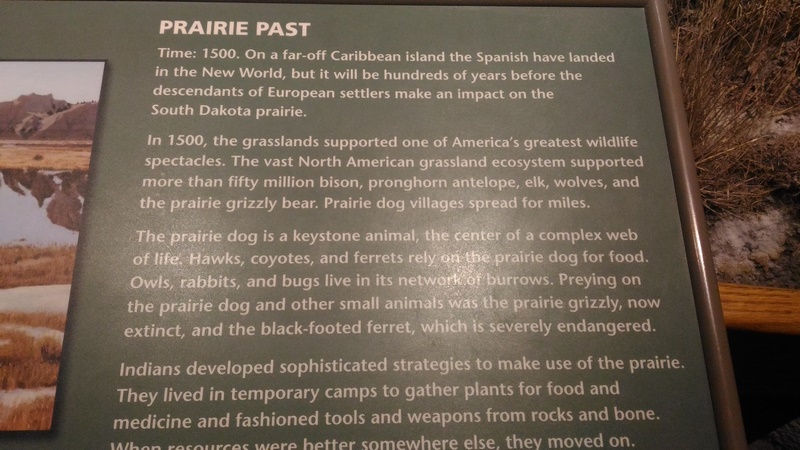 PRAIRIE PAST
Time: 1500. On a far-off Caribbean island the Spanish have landed
in the New World, but it will be hundreds of years before the
descendants of European settlers make an impact on the
South Dakota prairie.
In 1500, the grasslands supported one of America's greatest wildlife
spectacles. The vast North American grassland ecosystem supported
more than fifty million bison, pronghorn antelope, elk, wolves, and
the prairie grizzly bear. Prairie dog villages spread for miles.
The prairie dog is a keystone animal, the center of a complex web
of life. Hawks, coyotes, and ferrets rely on the prairie dog for food.
Owls, rabbits, and bugs live in its network of burrows. Preying on
the prairie dog and other small animals was the prairie grizzly, now
extinct, and the black-footed ferret, which is severely endangered.
Indians developed sophisticated strategies to make use of the prairie.
They lived in temporary camps to gather plants for food and
medicine and fashioned tools and weapons from rocks and bone.
When resources were better somewhere else, they moved on.